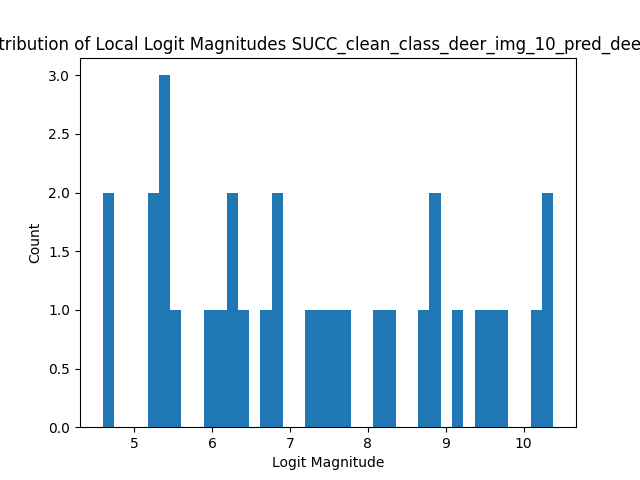 tribution of Local Logit Magnitudes SUCC_clean_class_deer_img_10_pred_dee
3.0
2.5
2.0
1.5
1.0
0.5
0.0
Count
5 6 7 8 9 10
Logit Magnitude